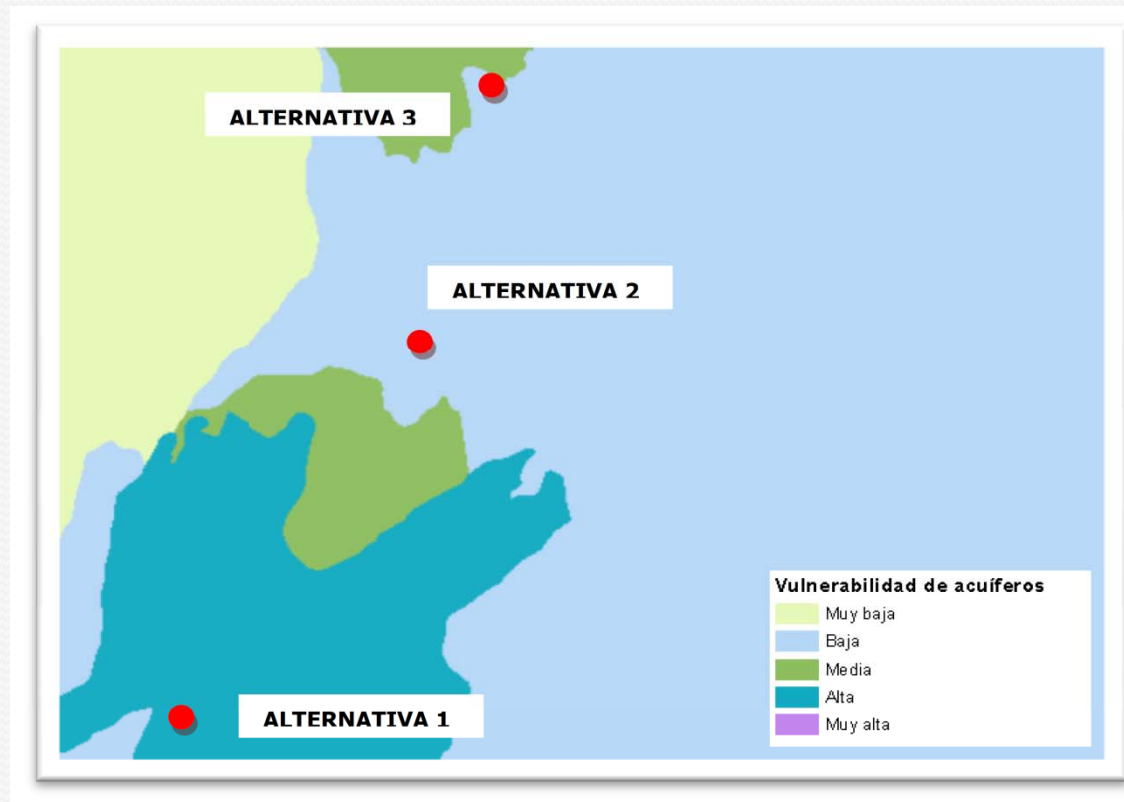 ALTERNATIVA 3
ALTERNATIVA 2
ALTERNATIVA 1
Vulnerabilidad de acuíferos
Muy baja
Baja
Media
Alta
Muy alta